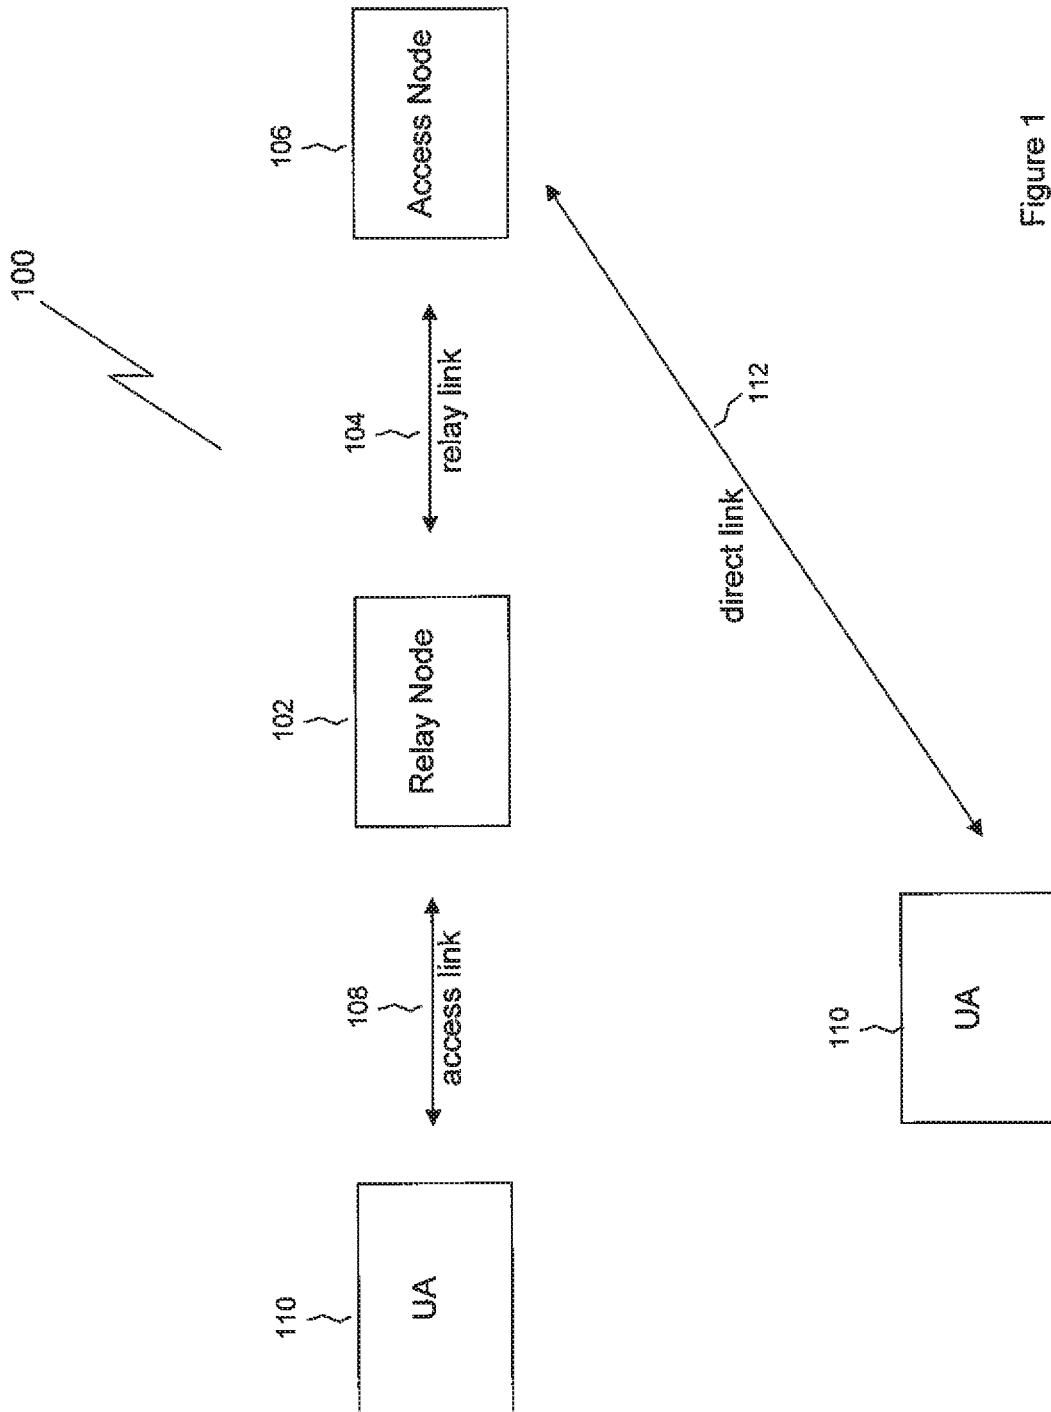 100
110
UA
108
access link
102
Relay Node
104
relay link
106
Access Node
110
UA
direct link
112
Figure 1